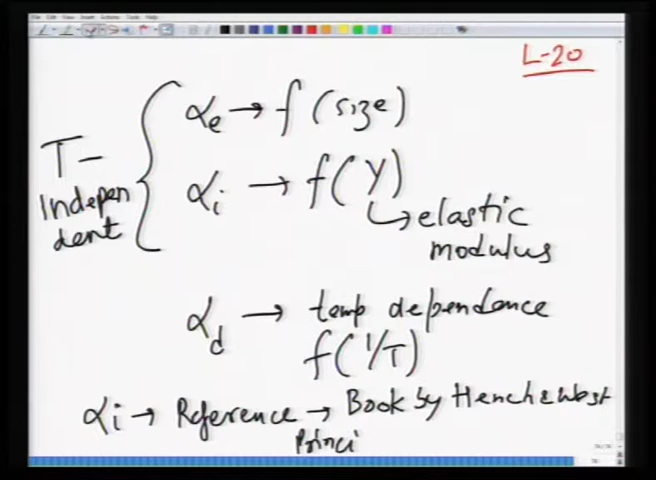 L-20
αe → f (size)
T- Indepen dent
αi → f(Y)
↳ elastic modulus
αd → temp dependence
f(1/T)
αi → Reference → Book by Hench & West
Princi